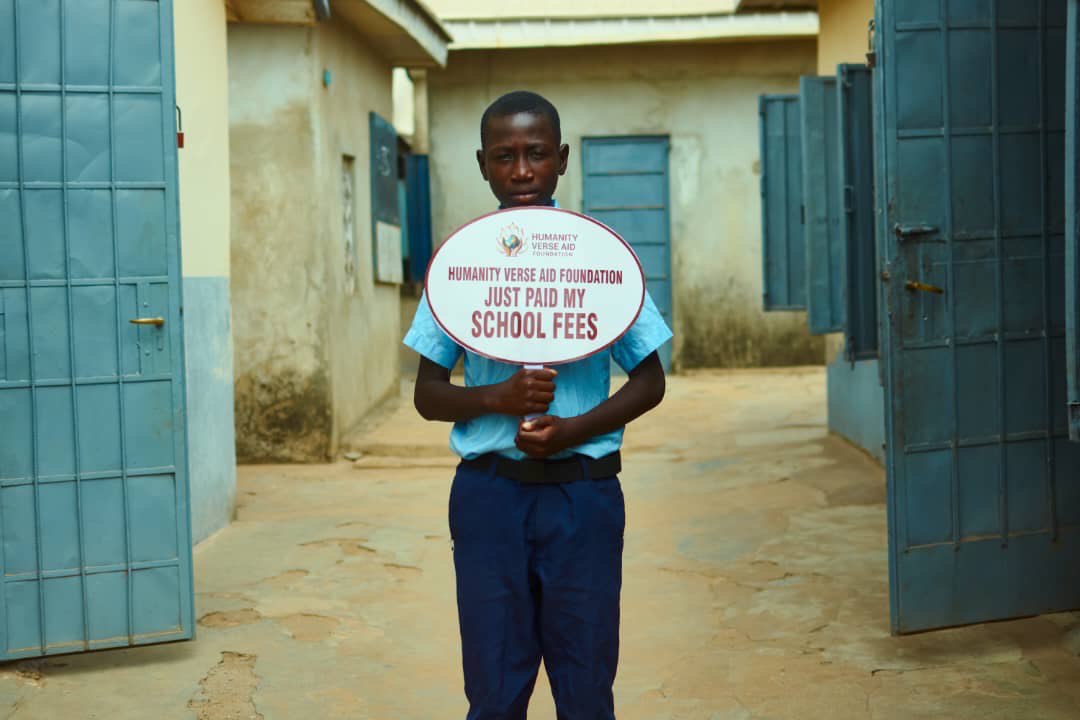 HUMANITY
VERSE AID
FOUNDATION
HUMANITY VERSE AID FOUNDATION
JUST PAID MY
SCHOOL FEES